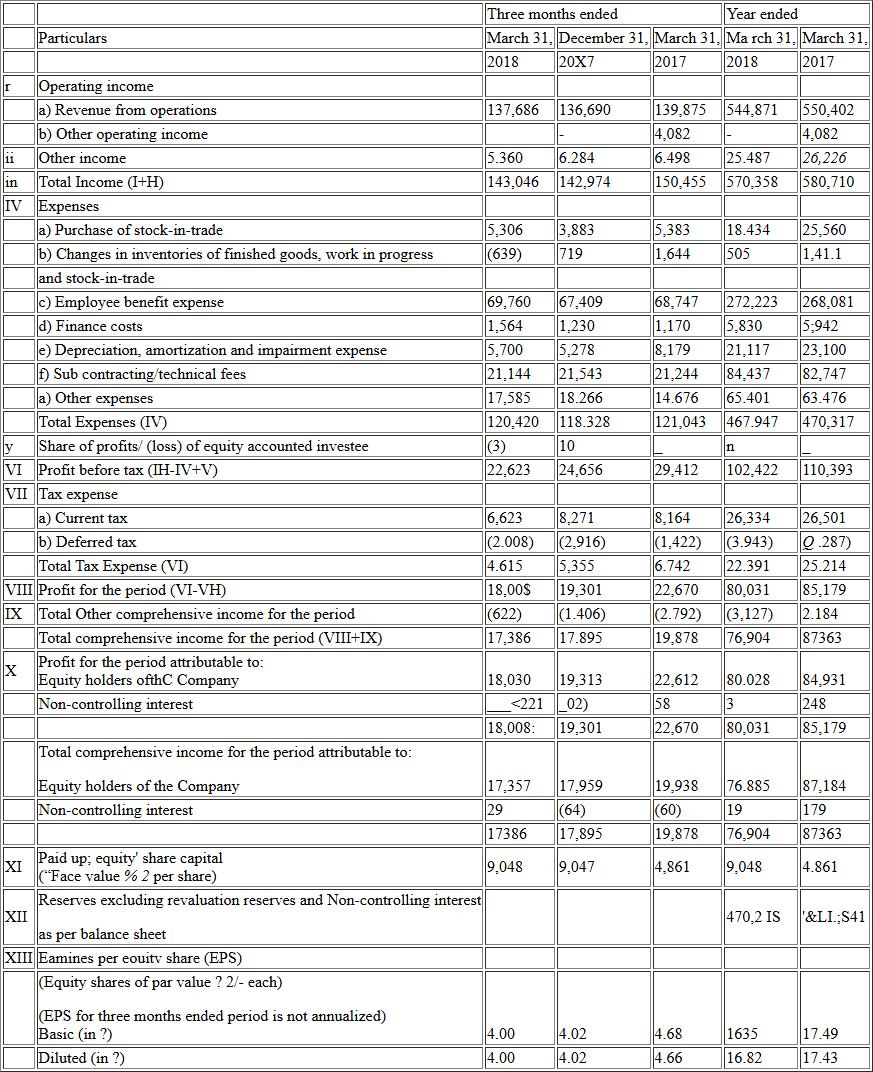 Three months ended Year ended
Particulars March 31, December 31, March 31, Ma rch 31, March 31,
2018 20X7 2017 2018 2017
r Operating income
a) Revenue from operations 137,686 136,690 139,875 544,871 550,402
b) Other operating income - 4,082 - 4,082
ii Other income 5.360 6.284 6.498 25.487 26,226
in Total Income (I+H) 143,046 142,974 150,455 570,358 580,710
IV Expenses
a) Purchase of stock-in-trade 5,306 3,883 5,383 18.434 25,560
b) Changes in inventories of finished goods, work in progress (639) 719 1,644 505 1,41.1
and stock-in-trade
c) Employee benefit expense 69,760 67,409 68,747 272,223 268,081
d) Finance costs 1,564 1,230 1,170 5,830 5;942
e) Depreciation, amortization and impairment expense 5,700 5,278 8,179 21,117 23,100
f) Sub contracting/technical fees 21,144 21,543 21,244 84,437 82,747
a) Other expenses 17,585 18.266 14.676 65.401 63.476
Total Expenses (IV) 120,420 118.328 121,043 467.947 470,317
y Share of profits/ (loss) of equity accounted investee (3) 10 _ n _
VI Profit before tax (IH-IV+V) 22,623 24,656 29,412 102,422 110,393
VII Tax expense
a) Current tax 6,623 8,271 8,164 26,334 26,501
b) Deferred tax (2.008) (2,916) (1,422) (3.943) Q .287)
Total Tax Expense (VI) 4.615 5,355 6.742 22.391 25.214
VIII Profit for the period (VI-VH) 18,00$ 19,301 22,670 80,031 85,179
IX Total Other comprehensive income for the period (622) (1.406) (2.792) (3,127) 2.184
Total comprehensive income for the period (VIII+IX) 17,386 17.895 19,878 76,904 87363
X Profit for the period attributable to:
Equity holders ofthC Company 18,030 19,313 22,612 80.028 84,931
Non-controlling interest ___<221 _02) 58 3 248
18,008: 19,301 22,670 80,031 85,179
Total comprehensive income for the period attributable to:
Equity holders of the Company 17,357 17,959 19,938 76.885 87,184
Non-controlling interest 29 (64) (60) 19 179
17386 17,895 19,878 76,904 87363
XI Paid up; equity' share capital
(“Face value % 2 per share) 9,048 9,047 4,861 9,048 4.861
XII Reserves excluding revaluation reserves and Non-controlling interest
as per balance sheet 470,2 IS '&LI.;S41
XIII Eamines per eouitv share (EPS)
(Equity shares of par value ? 2/- each)
(EPS for three months ended period is not annualized)
Basic (in ?) 4.00 4.02 4.68 1635 17.49
Diluted (in ?) 4.00 4.02 4.66 16.82 17.43